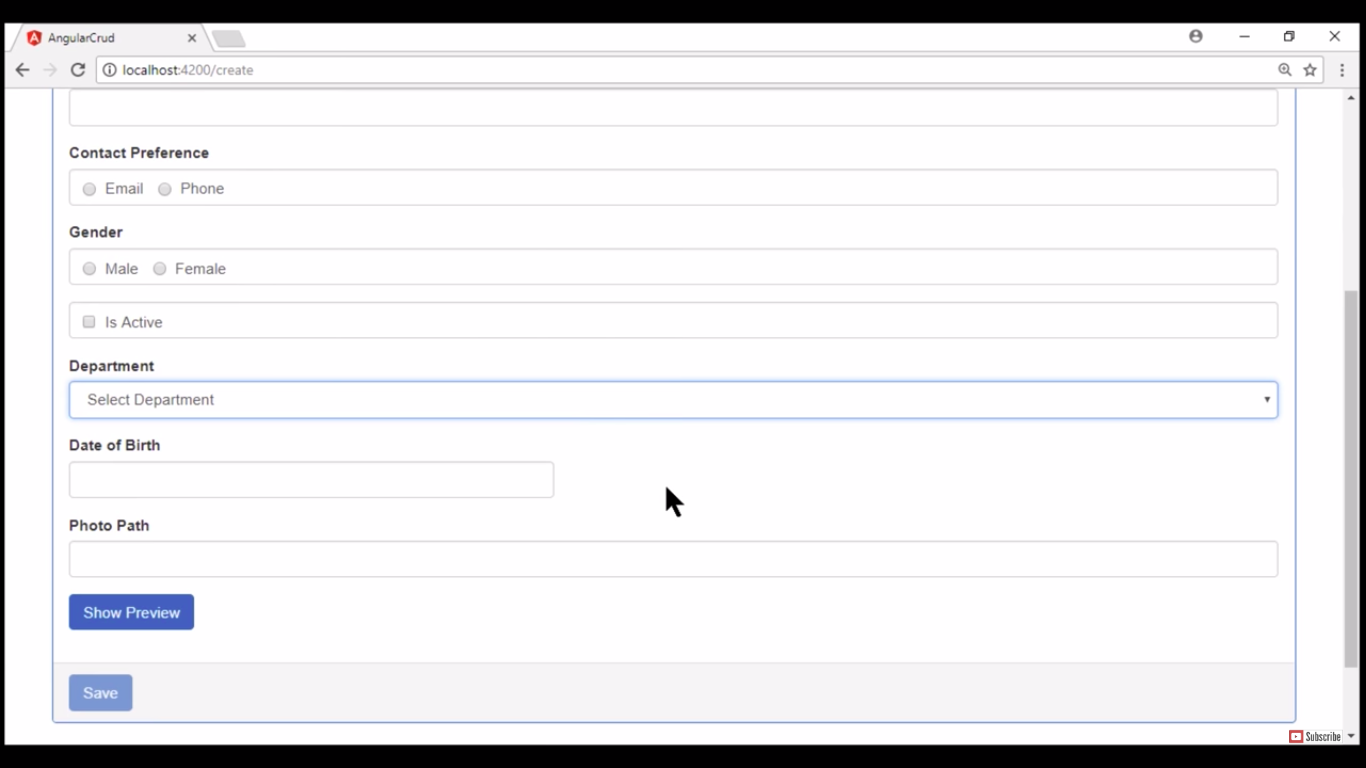 AngularCrud
localhost:4200/create
Contact Preference
Email Phone
Gender
Male Female
Is Active
Department
Select Department
Date of Birth
Photo Path
Show Preview
Save
Subscribe